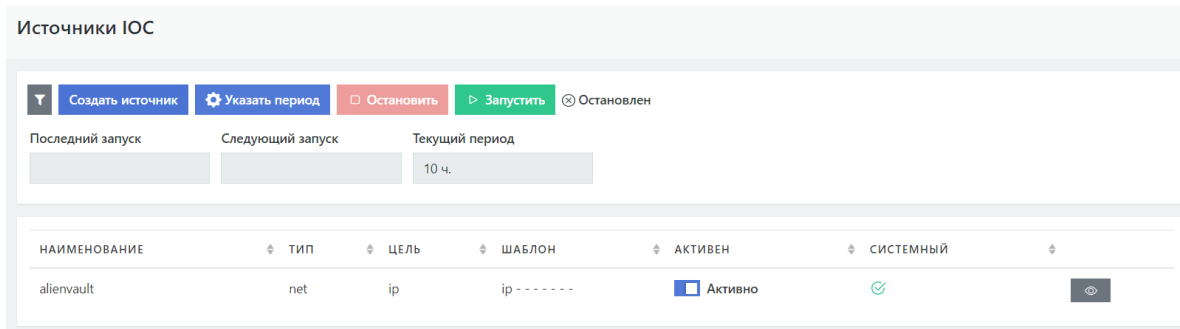 Источники IOC
Создать источник Указать период Остановить Запустить Остановлен
Последний запуск Следующий запуск Текущий период
10 ч.
НАИМЕНОВАНИЕ ТИП ЦЕЛЬ ШАБЛОН АКТИВЕН СИСТЕМНЫЙ
alienvault net ip ip - - - - - - - Активно